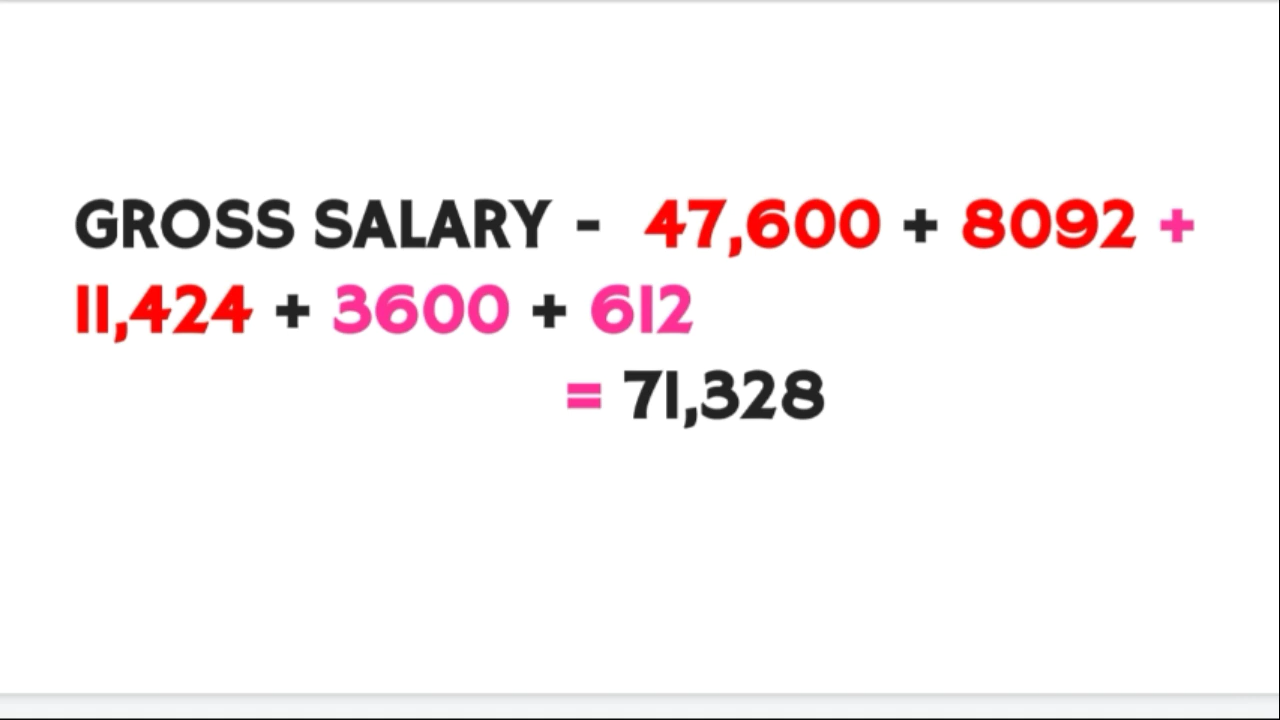 GROSS SALARY - 47,600 + 8092 +
11,424 + 3600 + 612
= 71,328